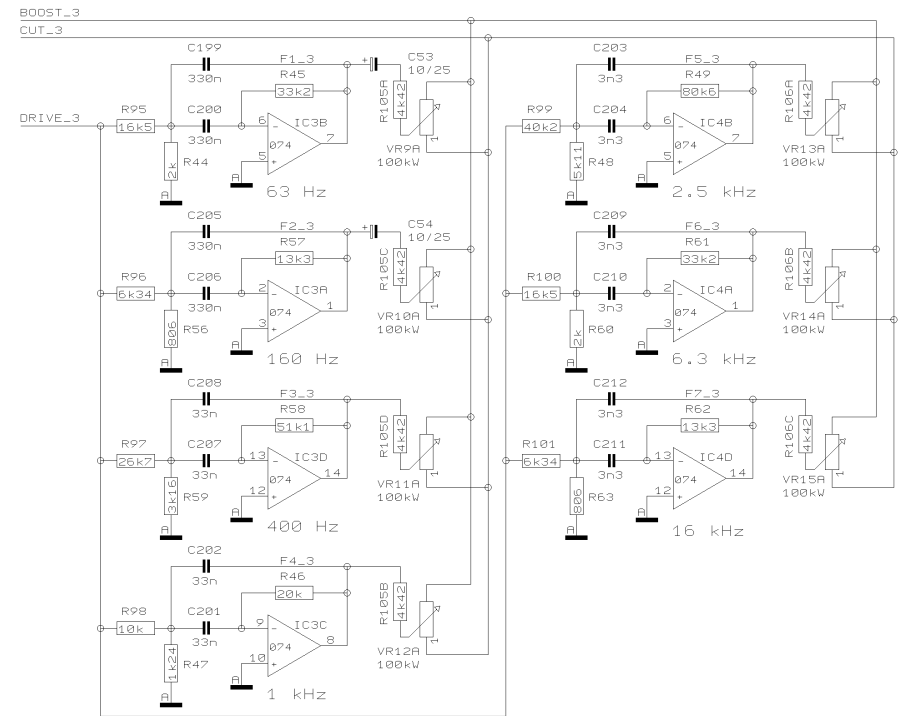 BOOST_3
CUT_3
DRIVE_3
C199
330n
F1_3
R45
33k2
+
C53
10/25
R95
16k5
C200
330n
6
-
IC3B
7
074
5
+
R44
2k
A
A
63 Hz
R105A
4k42
1
VR9A
100kW
C205
330n
F2_3
R57
13k3
+
C54
10/25
R96
6k34
C206
330n
2
-
IC3A
1
074
3
+
R56
806
A
A
160 Hz
R105C
4k42
1
VR10A
100kW
C208
33n
F3_3
R58
51k1
R97
26k7
C207
33n
13
-
IC3D
14
074
12
+
R59
3k16
A
A
400 Hz
R105D
4k42
1
VR11A
100kW
C202
33n
F4_3
R46
20k
R98
10k
C201
33n
9
-
IC3C
8
074
10
+
R47
1k24
A
A
1 kHz
R105B
4k42
1
VR12A
100kW
C203
3n3
F5_3
R49
80k6
R99
40k2
C204
3n3
6
-
IC4B
7
074
5
+
R48
5k11
A
A
2.5 kHz
R106A
4k42
1
VR13A
100kW
C209
3n3
F6_3
R61
33k2
R100
16k5
C210
3n3
2
-
IC4A
1
074
3
+
R60
2k
A
A
6.3 kHz
R106B
4k42
1
VR14A
100kW
C212
3n3
F7_3
R62
13k3
R101
6k34
C211
3n3
13
-
IC4D
14
074
12
+
R63
806
A
A
16 kHz
R106C
4k42
1
VR15A
100kW